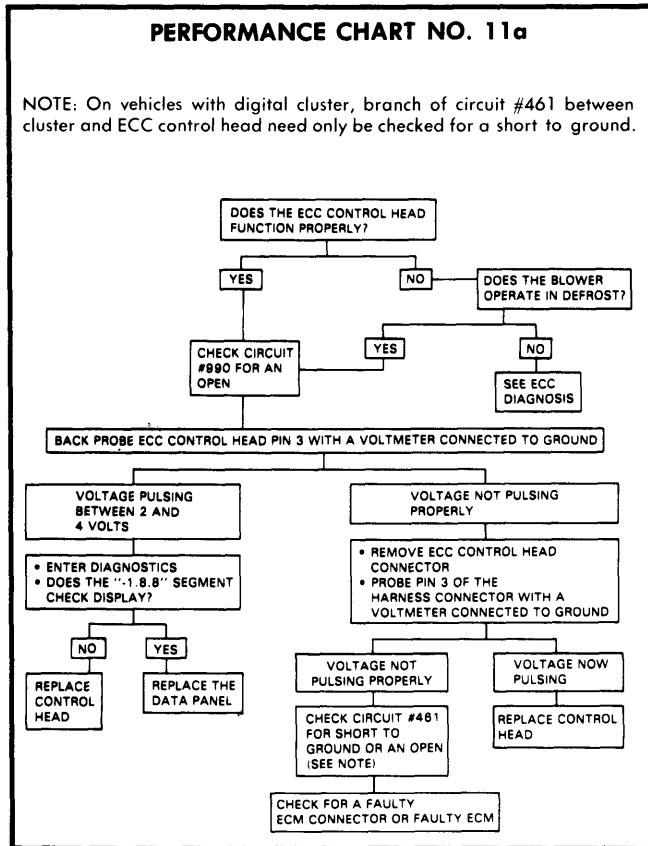 PERFORMANCE CHART NO. 11a
NOTE: On vehicles with digital cluster, branch of circuit #461 between
cluster and ECC control head need only be checked for a short to ground.
DOES THE ECC CONTROL HEAD
FUNCTION PROPERLY?
YES
NO
DOES THE BLOWER
OPERATE IN DEFROST?
CHECK CIRCUIT
#990 FOR AN
OPEN
YES
NO
SEE ECC
DIAGNOSIS
BACK PROBE ECC CONTROL HEAD PIN 3 WITH A VOLTMETER CONNECTED TO GROUND
VOLTAGE PULSING
BETWEEN 2 AND
4 VOLTS
• ENTER DIAGNOSTICS
• DOES THE "-1.8.8" SEGMENT
CHECK DISPLAY?
NO
YES
REPLACE
CONTROL
HEAD
REPLACE THE
DATA PANEL
VOLTAGE NOT PULSING
PROPERLY
• REMOVE ECC CONTROL HEAD
CONNECTOR
• PROBE PIN 3 OF THE
HARNESS CONNECTOR WITH A
VOLTMETER CONNECTED TO GROUND
VOLTAGE NOT
PULSING PROPERLY
VOLTAGE NOW
PULSING
CHECK CIRCUIT #461
FOR SHORT TO
GROUND OR AN OPEN
(SEE NOTE)
REPLACE CONTROL
HEAD
CHECK FOR A FAULTY
ECM CONNECTOR OR FAULTY ECM